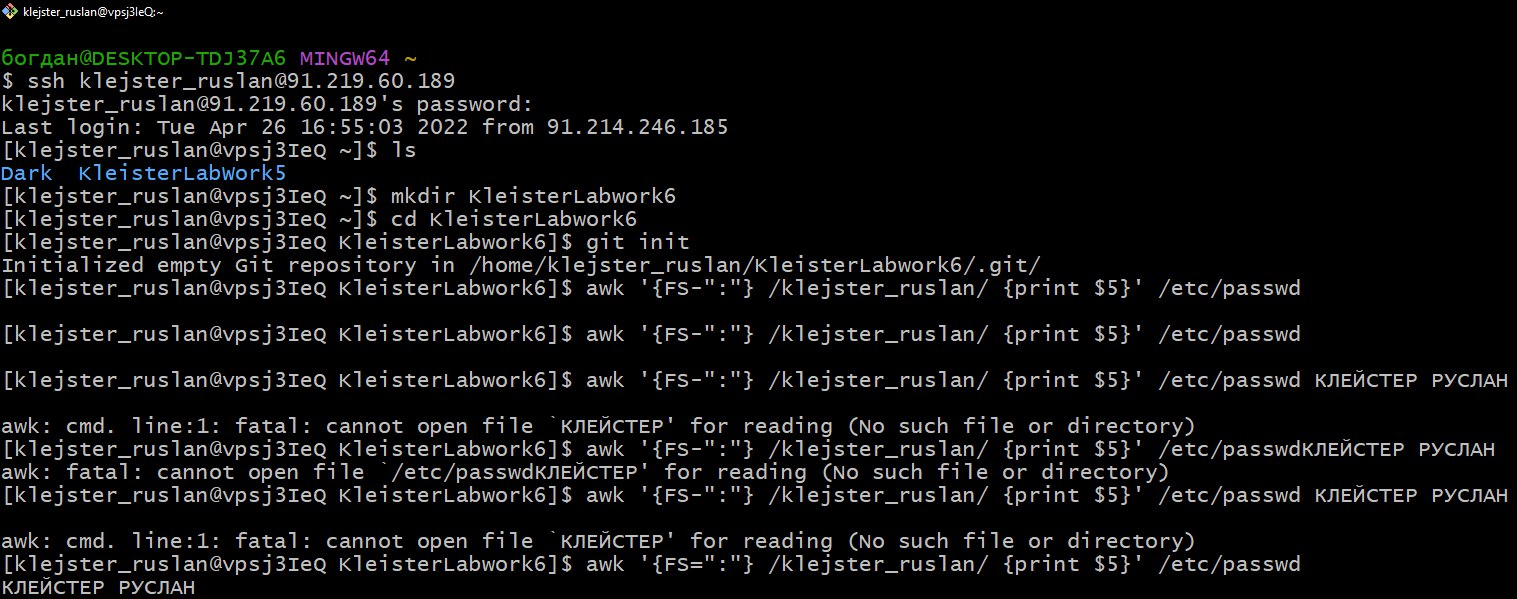 klejster_ruslan@vpsj3IeQ:~
богдан@DESKTOP-TDJ37A6 MINGW64 ~
$ ssh klejster_ruslan@91.219.60.189
klejster_ruslan@91.219.60.189's password:
Last login: Tue Apr 26 16:55:03 2022 from 91.214.246.185
[klejster_ruslan@vpsj3IeQ ~]$ ls
Dark  KleisterLabWork5
[klejster_ruslan@vpsj3IeQ ~]$ mkdir KleisterLabwork6
[klejster_ruslan@vpsj3IeQ ~]$ cd KleisterLabwork6
[klejster_ruslan@vpsj3IeQ KleisterLabwork6]$ git init
Initialized empty Git repository in /home/klejster_ruslan/KleisterLabwork6/.git/
[klejster_ruslan@vpsj3IeQ KleisterLabwork6]$ awk '{FS-":"} /klejster_ruslan/ {print $5}' /etc/passwd
[klejster_ruslan@vpsj3IeQ KleisterLabwork6]$ awk '{FS-":"} /klejster_ruslan/ {print $5}' /etc/passwd
[klejster_ruslan@vpsj3IeQ KleisterLabwork6]$ awk '{FS-":"} /klejster_ruslan/ {print $5}' /etc/passwd КЛЕЙСТЕР РУСЛАН
awk: cmd. line:1: fatal: cannot open file `КЛЕЙСТЕР' for reading (No such file or directory)
[klejster_ruslan@vpsj3IeQ KleisterLabwork6]$ awk '{FS-":"} /klejster_ruslan/ {print $5}' /etc/passwdКЛЕЙСТЕР РУСЛАН
awk: fatal: cannot open file `/etc/passwdКЛЕЙСТЕР' for reading (No such file or directory)
[klejster_ruslan@vpsj3IeQ KleisterLabwork6]$ awk '{FS-":"} /klejster_ruslan/ {print $5}' /etc/passwd КЛЕЙСТЕР РУСЛАН
awk: cmd. line:1: fatal: cannot open file `КЛЕЙСТЕР' for reading (No such file or directory)
[klejster_ruslan@vpsj3IeQ KleisterLabwork6]$ awk '{FS=":"} /klejster_ruslan/ {print $5}' /etc/passwd
КЛЕЙСТЕР РУСЛАН